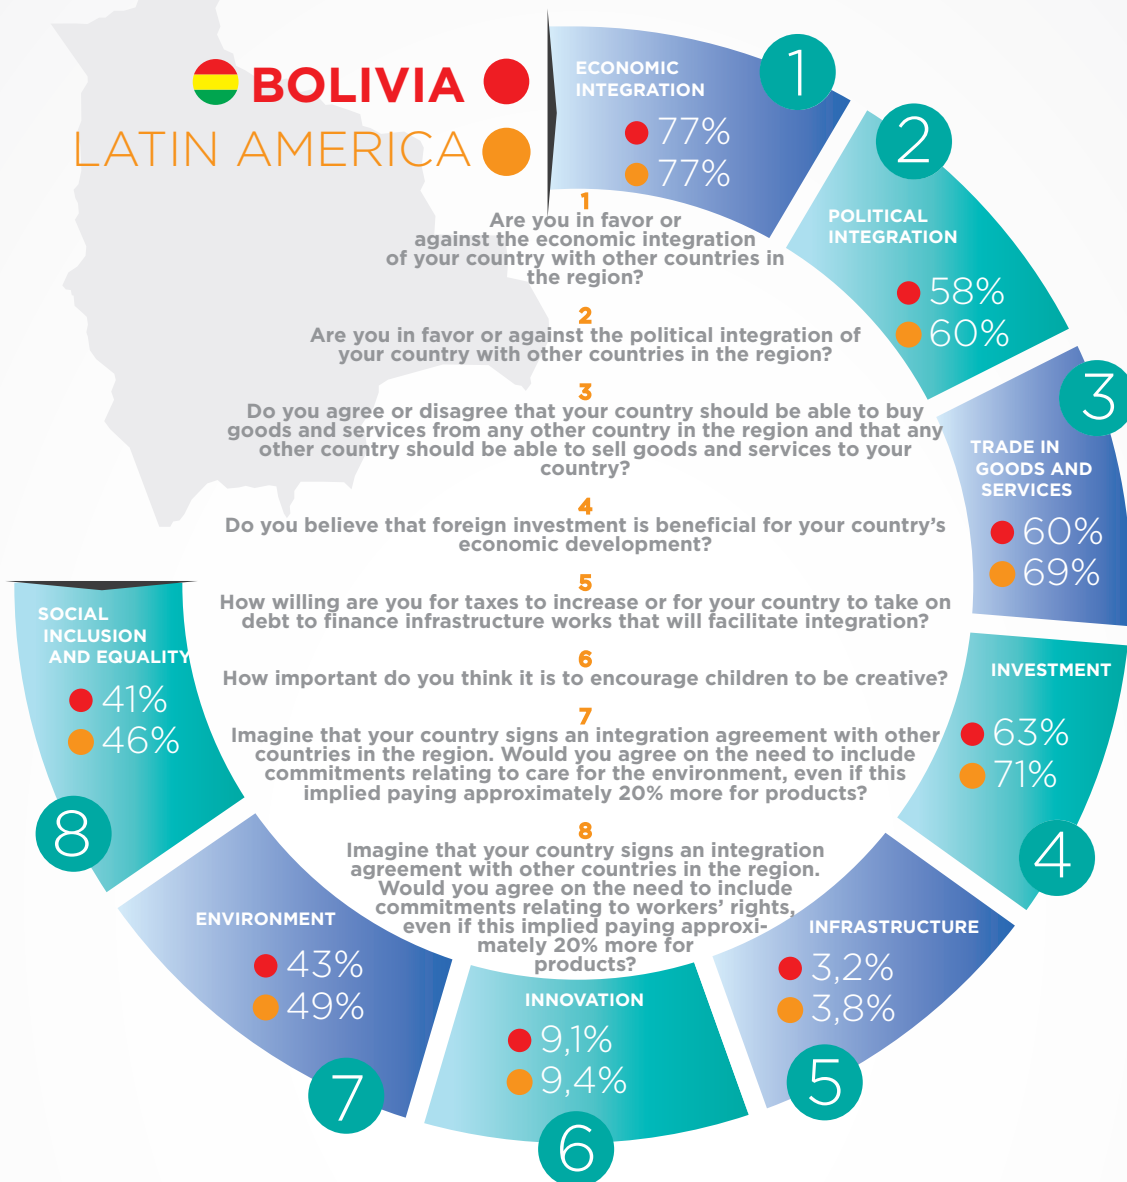 BOLIVIA
LATIN AMERICA
ECONOMIC
INTEGRATION
77%
77%
1
2
POLITICAL
INTEGRATION
58%
60%
3
TRADE IN
GOODS AND
SERVICES
60%
69%
INVESTMENT
63%
71%
4
INFRASTRUCTURE
3,2%
3,8%
5
INNOVATION
9,1%
9,4%
6
ENVIRONMENT
43%
49%
7
SOCIAL
INCLUSION
AND EQUALITY
41%
46%
8
1
Are you in favor or
against the economic integration
of your country with other countries in
the region?
2
Are you in favor or against the political integration of
your country with other countries in the region?
3
Do you agree or disagree that your country should be able to buy
goods and services from any other country in the region and that any
other country should be able to sell goods and services to your
country?
4
Do you believe that foreign investment is beneficial for your country's
economic development?
5
How willing are you for taxes to increase or for your country to take on
debt to finance infrastructure works that will facilitate integration?
6
How important do you think it is to encourage children to be creative?
7
Imagine that your country signs an integration agreement with other
countries in the region. Would you agree on the need to include
commitments relating to care for the environment, even if this
implied paying approximately 20% more for products?
8
Imagine that your country signs an integration
agreement with other countries in the region.
Would you agree on the need to include
commitments relating to workers' rights,
even if this implied paying approxi-
mately 20% more for
products?